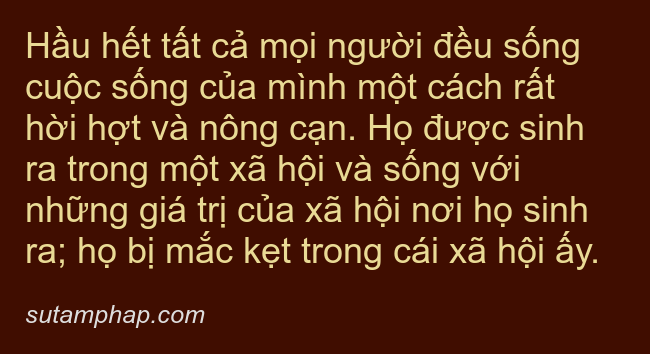 Hầu hết tất cả mọi người đều sống
cuộc sống của mình một cách rất
hời hợt và nông cạn. Họ được sinh
ra trong một xã hội và sống với
những giá trị của xã hội nơi họ sinh
ra; họ bị mắc kẹt trong cái xã hội ấy.
sutamphap.com